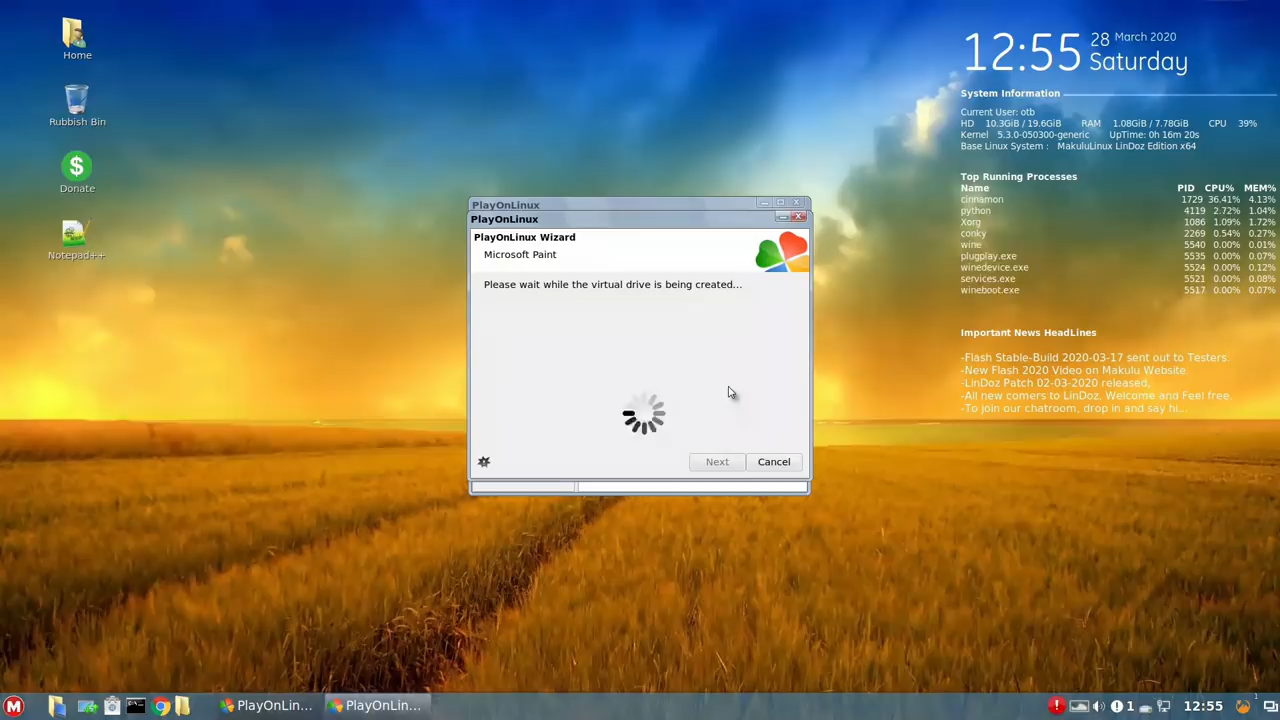 Home
Rubbish Bin
$
Donate
Notepad++
12:55
28 March 2020
Saturday
System Information
Current User: otb
HD 10.3GiB / 19.6GiB RAM 1.08GiB / 7.78GiB CPU 39%
Kernel 5.3.0-050300-generic UpTime: 0h 16m 20s
Base Linux System : MakuluLinux LinDoz Edition x64
Top Running Processes
Name PID CPU% MEM%
cinnamon 1729 36.41% 4.13%
python 4119 2.72% 1.04%
Xorg 1086 1.09% 1.72%
conky 2269 0.54% 0.27%
wine 5540 0.00% 0.01%
plugplay.exe 5535 0.00% 0.07%
winedevice.exe 5524 0.00% 0.12%
services.exe 5521 0.00% 0.08%
wineboot.exe 5517 0.00% 0.07%
Important News HeadLines
-Flash Stable-Build 2020-03-17 sent out to Testers.
-New Flash 2020 Video on Makulu Website.
-LinDoz Patch 02-03-2020 released,
-All new comers to LinDoz. Welcome and Feel free.
-To join our chatroom, drop in and say hi...
PlayOnLinux
PlayOnLinux
PlayOnLinux Wizard
Microsoft Paint
Please wait while the virtual drive is being created...
Next
Cancel
M
PlayOnLin...
PlayOnLin...
1
12:55
1